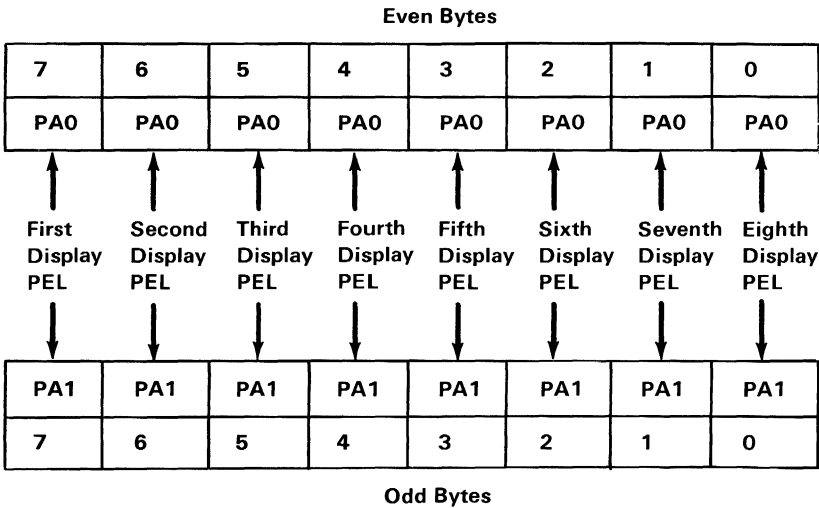 Even Bytes
7 6 5 4 3 2 1 0
PA0 PA0 PA0 PA0 PA0 PA0 PA0 PA0
First Second Third Fourth Fifth Sixth Seventh Eighth
Display Display Display Display Display Display Display Display
PEL PEL PEL PEL PEL PEL PEL PEL
PA1 PA1 PA1 PA1 PA1 PA1 PA1 PA1
7 6 5 4 3 2 1 0
Odd Bytes